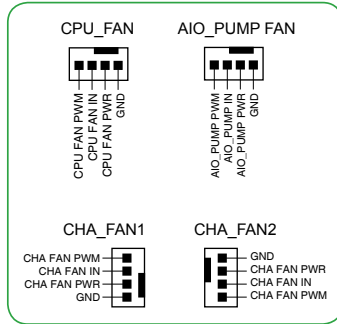 CPU_FAN
AIO_PUMP FAN
CPU FAN PWM
CPU FAN IN
CPU FAN PWR
GND
AIO_PUMP PWM
AIO_PUMP IN
AIO_PUMP PWR
GND
CHA_FAN1
CHA FAN PWM
CHA FAN IN
CHA FAN PWR
GND
CHA_FAN2
GND
CHA FAN PWR
CHA FAN IN
CHA FAN PWM